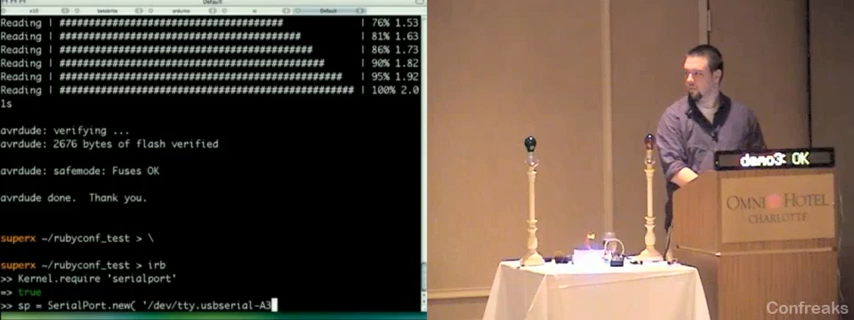 Default
Reading | ###################################### | 76% 1.53
Reading | ######################################### | 81% 1.63
Reading | ########################################### | 86% 1.73
Reading | ############################################# | 90% 1.82
Reading | ################################################ | 95% 1.92
Reading | ################################################## | 100% 2.0
1s
avrdude: verifying ...
avrdude: 2676 bytes of flash verified
avrdude: safemode: Fuses OK
avrdude done.  Thank you.
superx ~/rubyconf_test > \
superx ~/rubyconf_test > irb
>> Kernel.require 'serialport'
=> true
>> sp = SerialPort.new( '/dev/tty.usbserial-A3
demo3: OK
OMNI HOTEL
CHARLOTTE
Confreaks